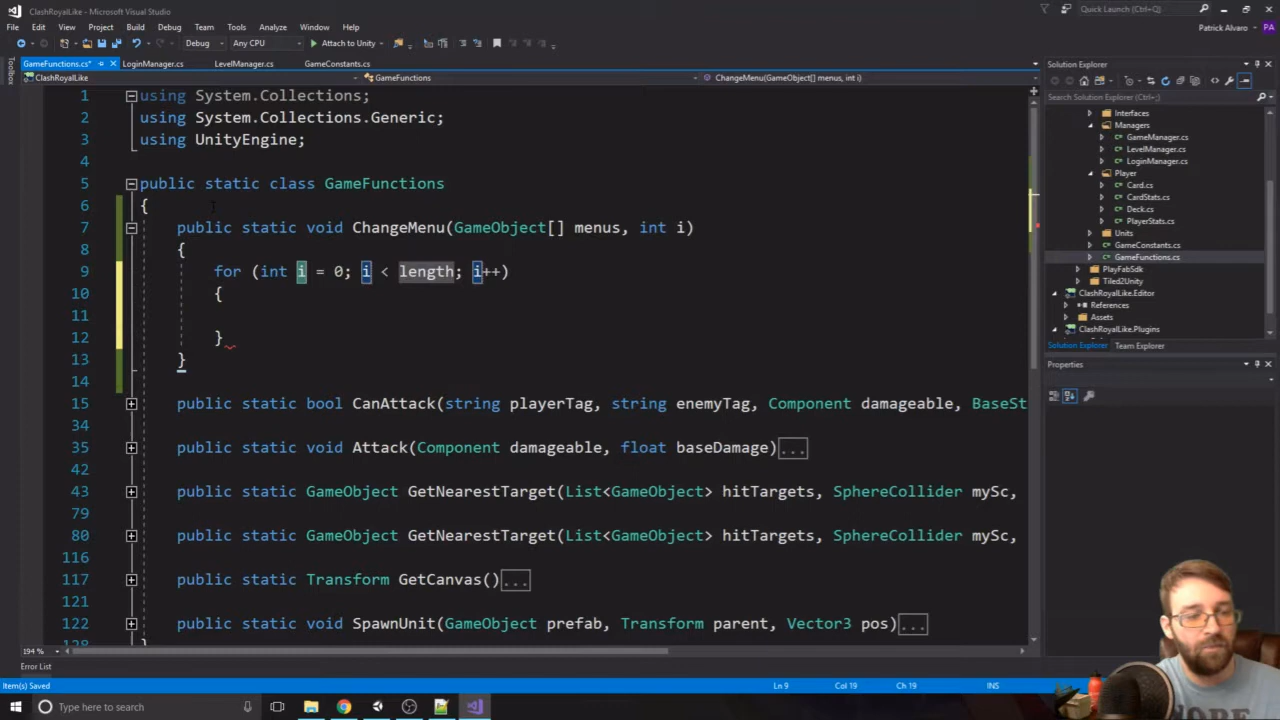 ClashRoyalLike - Microsoft Visual Studio
Quick Launch (Ctrl+Q)
File Edit View Project Build Debug Team Tools Analyze Window Help
Patrick Alvaro PA
Debug Any CPU Attach to Unity
Toolbox
GameFunctions.cs* LoginManager.cs LevelManager.cs GameConstants.cs
ClashRoyalLike GameFunctions ChangeMenu(GameObject[] menus, int i)
1 using System.Collections;
2 using System.Collections.Generic;
3 using UnityEngine;
4
5 public static class GameFunctions
6 {
7 public static void ChangeMenu(GameObject[] menus, int i)
8 {
9 for (int i = 0; i < length; i++)
10 {
11
12 }
13 }
14
15 public static bool CanAttack(string playerTag, string enemyTag, Component damageable, BaseSt
34
35 public static void Attack(Component damageable, float baseDamage)...
42
43 public static GameObject GetNearestTarget(List<GameObject> hitTargets, SphereCollider mySc,
79
80 public static GameObject GetNearestTarget(List<GameObject> hitTargets, SphereCollider mySc,
116
117 public static Transform GetCanvas()...
121
122 public static void SpawnUnit(GameObject prefab, Transform parent, Vector3 pos)...
128 }
194 %
Solution Explorer
Search Solution Explorer (Ctrl+;)
Interfaces
Managers
GameManager.cs
LevelManager.cs
LoginManager.cs
Player
Card.cs
CardStats.cs
Deck.cs
PlayerStats.cs
Units
GameConstants.cs
GameFunctions.cs
PlayFabSdk
Tiled2Unity
ClashRoyalLike.Editor
References
Assets
ClashRoyalLike.Plugins
Solution Explorer Team Explorer
Properties
Error List
Item(s) Saved Ln 9 Col 19 Ch 19 INS
Type here to search